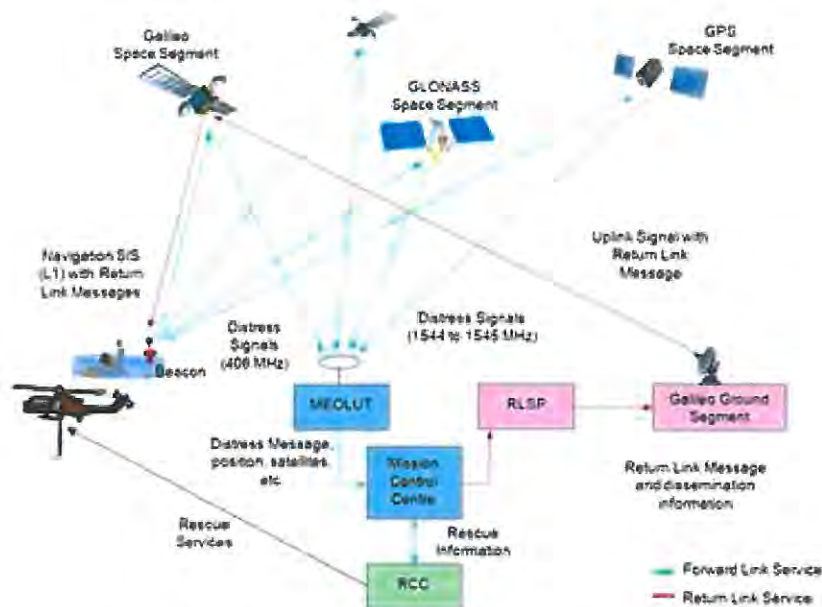 Galileo
Space Segment
GPS
Space Segment
GLONASS
Space Segment
Navigation SIS
(L1) with Return
Link Messages
Uplink Signal with
Return Link
Message
Distress
Signals
(406 MHz)
Distress Signals
(1544 to 1545 MHz)
Beacon
MEOLUT
RLSP
Galileo Ground
Segment
Distress Message,
position, satellites,
etc
Mission
Control
Centre
Return Link Message
and dissemination
information
Rescue
Services
Rescue
Information
RCC
Forward Link Service
Return Link Service